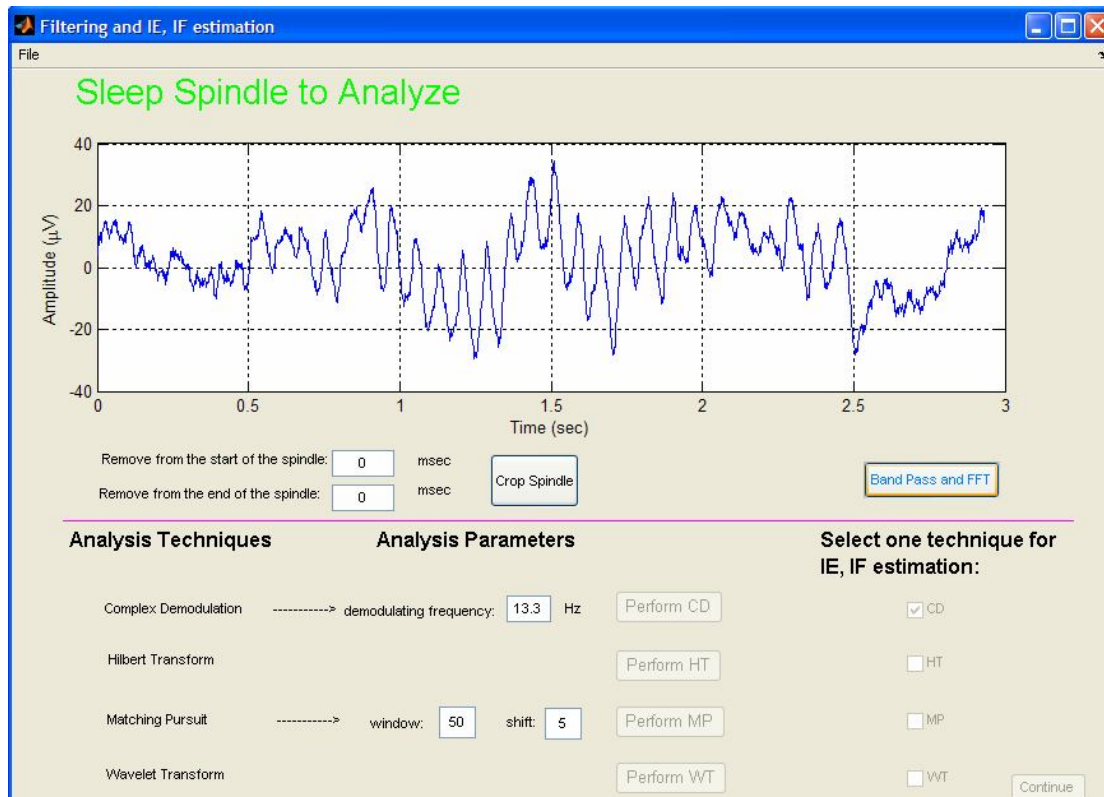 Filtering and IE, IF estimation
File
Sleep Spindle to Analyze
40
20
0
-20
-40
Amplitude (μV)
0 0.5 1 1.5 2 2.5 3
Time (sec)
Remove from the start of the spindle: 0 msec
Remove from the end of the spindle: 0 msec
Crop Spindle
Band Pass and FFT
Analysis Techniques Analysis Parameters Select one technique for
IE, IF estimation:
Complex Demodulation -----------> demodulating frequency: 13.3 Hz Perform CD CD
Hilbert Transform Perform HT HT
Matching Pursuit -----------> window: 50 shift: 5 Perform MP MP
Wavelet Transform Perform WT WT
Continue